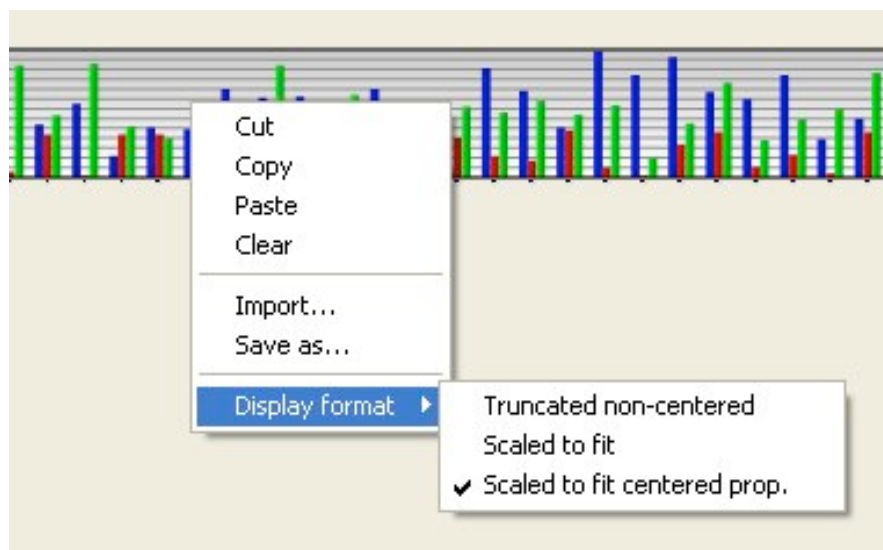 Cut
Copy
Paste
Clear
Import...
Save as...
Display format
Truncated non-centered
Scaled to fit
Scaled to fit centered prop.